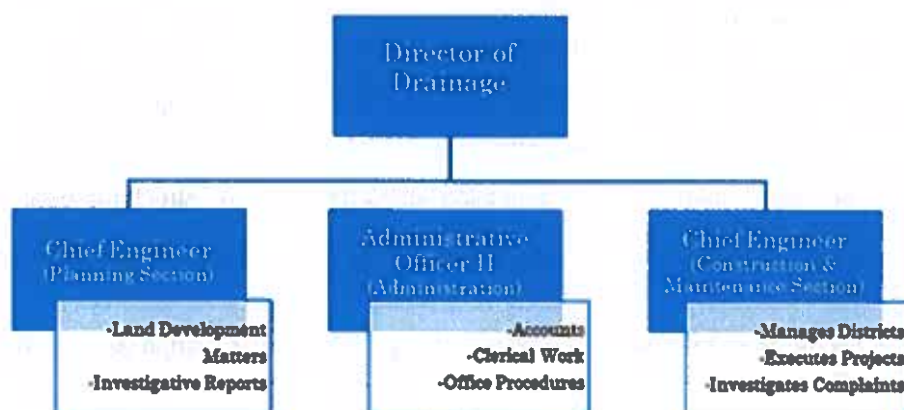 Director of
Drainage
Chief Engineer
(Planning Section)
-Land Development
Matters
-Investigative Reports
Administrative
Officer II
(Administration)
-Accounts
-Clerical Work
-Office Procedures
Chief Engineer
(Construction &
Maintenance Section)
-Manages Districts
-Executes Projects
-Investigates Complaints